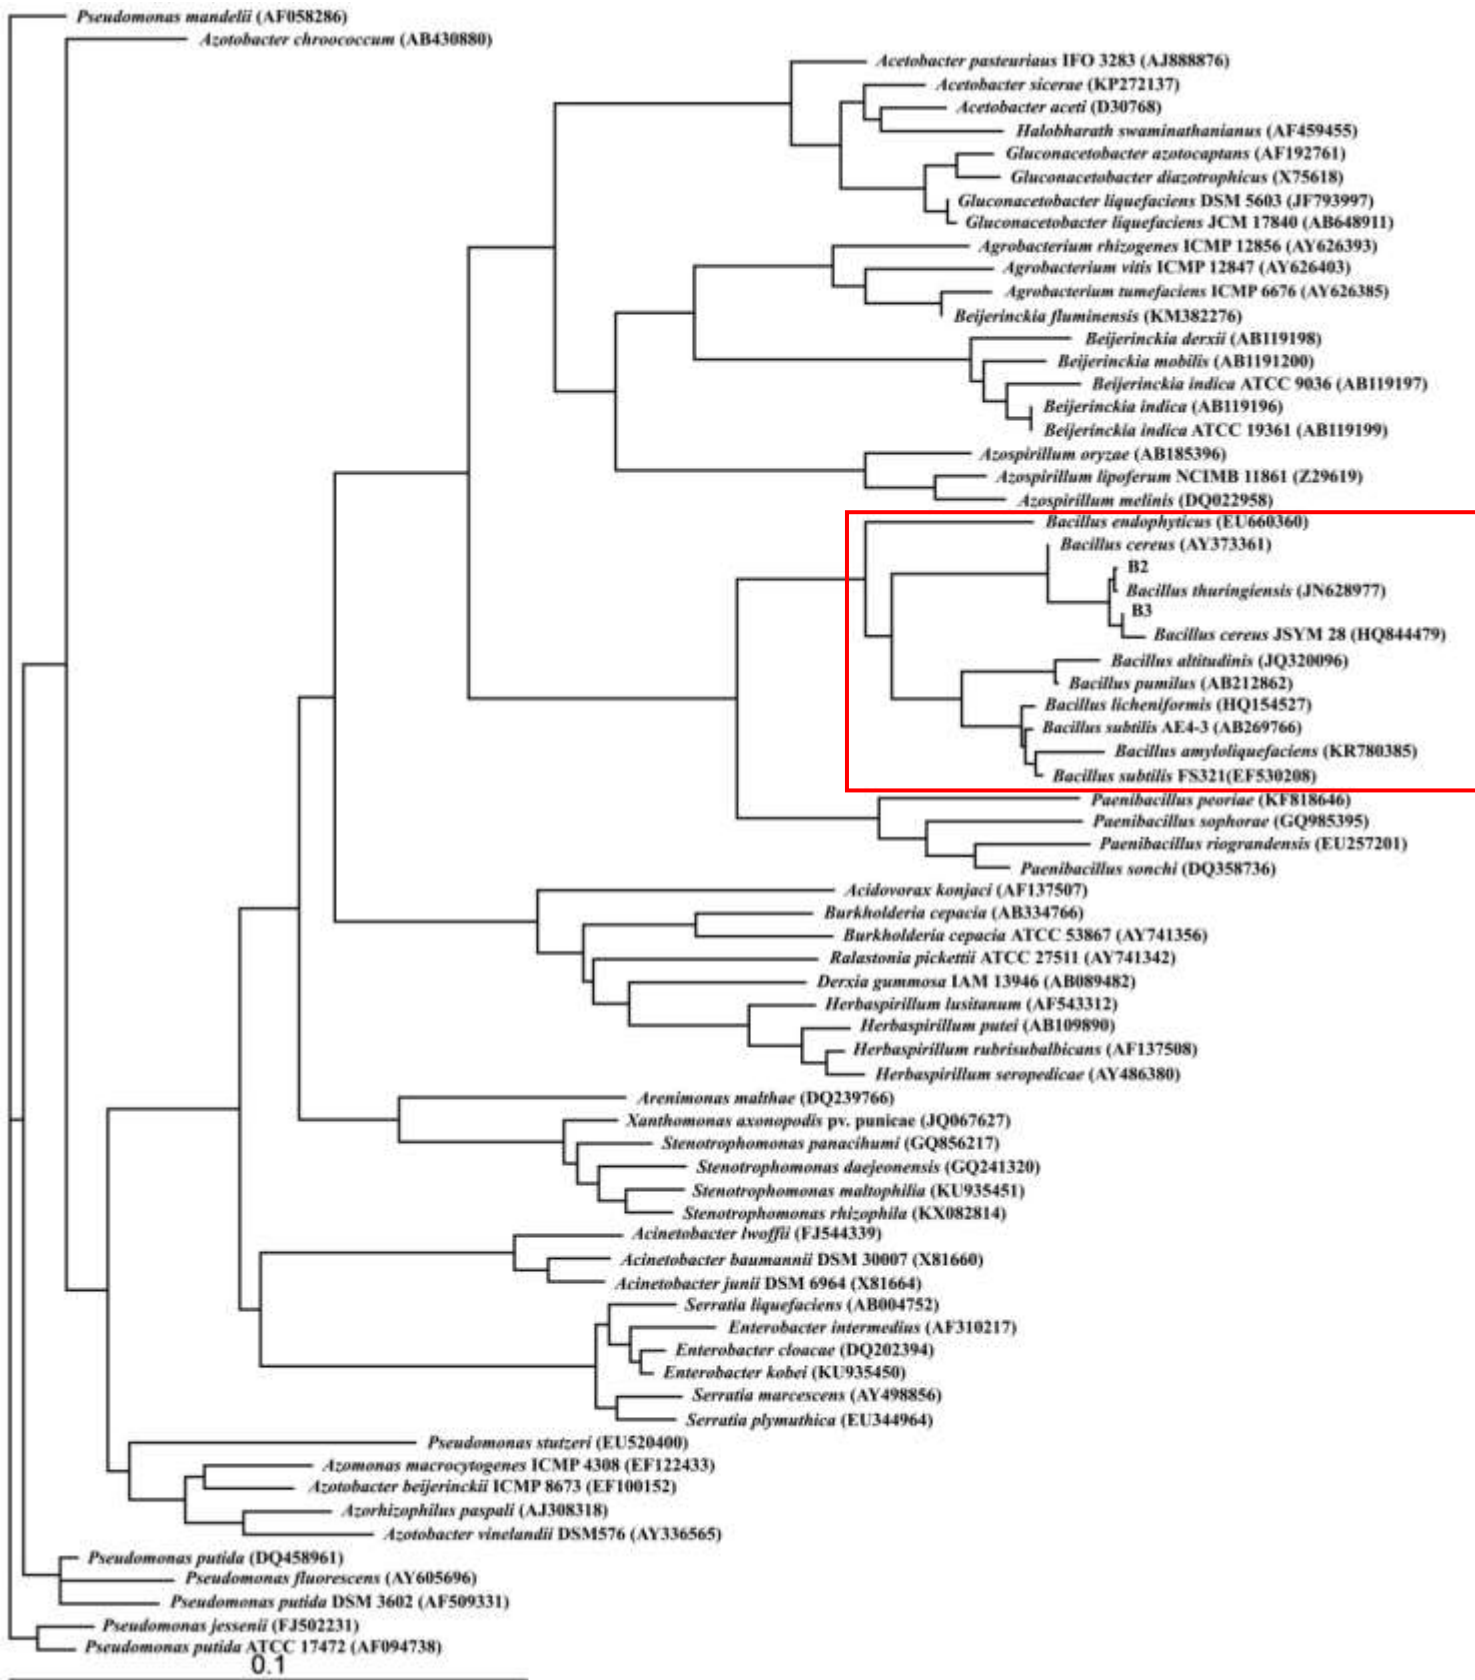 Pseudomonas mandelii (AF058286)
Azotobacter chroococcum (AB430880)
Acetobacter pasteuriaus IFO 3283 (AJ888876)
Acetobacter sicerae (KP272137)
Acetobacter aceti (D30768)
Halobharath swaminathanianus (AF459455)
Gluconacetobacter azotocaptans (AF192761)
Gluconacetobacter diazotrophicus (X75618)
Gluconacetobacter liquefaciens DSM 5603 (JF793997)
Gluconacetobacter liquefaciens JCM 17840 (AB648911)
Agrobacterium rhizogenes ICMP 12856 (AY626393)
Agrobacterium vitis ICMP 12847 (AY626403)
Agrobacterium tumefaciens ICMP 6676 (AY626385)
Beijerinckia fluminensis (KM382276)
Beijerinckia derxii (AB119198)
Beijerinckia mobilis (AB1191200)
Beijerinckia indica ATCC 9036 (AB119197)
Beijerinckia indica (AB119196)
Beijerinckia indica ATCC 19361 (AB119199)
Azospirillum oryzae (AB185396)
Azospirillum lipoferum NCIMB 11861 (Z29619)
Azospirillum melinis (DQ022958)
Bacillus endophyticus (EU660360)
Bacillus cereus (AY373361)
B2
Bacillus thuringiensis (JN628977)
B3
Bacillus cereus JSYM 28 (HQ844479)
Bacillus altitudinis (JQ320096)
Bacillus pumilus (AB212862)
Bacillus licheniformis (HQ154527)
Bacillus subtilis AE4-3 (AB269766)
Bacillus amyloliquefaciens (KR780385)
Bacillus subtilis FS321(EF530208)
Paenibacillus peoriae (KF818646)
Paenibacillus sophorae (GQ985395)
Paenibacillus riograndensis (EU257201)
Paenibacillus sonchi (DQ358736)
Acidovorax konjaci (AF137507)
Burkholderia cepacia (AB334766)
Burkholderia cepacia ATCC 53867 (AY741356)
Ralastonia pickettii ATCC 27511 (AY741342)
Derxia gummosa IAM 13946 (AB089482)
Herbaspirillum lusitanum (AF543312)
Herbaspirillum putei (AB109890)
Herbaspirillum rubrisubalbicans (AF137508)
Herbaspirillum seropedicae (AY486380)
Arenimonas malthae (DQ239766)
Xanthomonas axonopodis pv. punicae (JQ067627)
Stenotrophomonas panacihumi (GQ856217)
Stenotrophomonas daejeonensis (GQ241320)
Stenotrophomonas maltophilia (KU935451)
Stenotrophomonas rhizophila (KX082814)
Acinetobacter lwoffii (FJ544339)
Acinetobacter baumannii DSM 30007 (X81660)
Acinetobacter junii DSM 6964 (X81664)
Serratia liquefaciens (AB004752)
Enterobacter intermedius (AF310217)
Enterobacter cloacae (DQ202394)
Enterobacter kobei (KU935450)
Serratia marcescens (AY498856)
Serratia plymuthica (EU344964)
Pseudomonas stutzeri (EU520400)
Azomonas macrocytogenes ICMP 4308 (EF122433)
Azotobacter beijerinckii ICMP 8673 (EF100152)
Azorhizophilus paspali (AJ308318)
Azotobacter vinelandii DSM576 (AY336565)
Pseudomonas putida (DQ458961)
Pseudomonas fluorescens (AY605696)
Pseudomonas putida DSM 3602 (AF509331)
Pseudomonas jessenii (FJ502231)
Pseudomonas putida ATCC 17472 (AF094738)
0.1